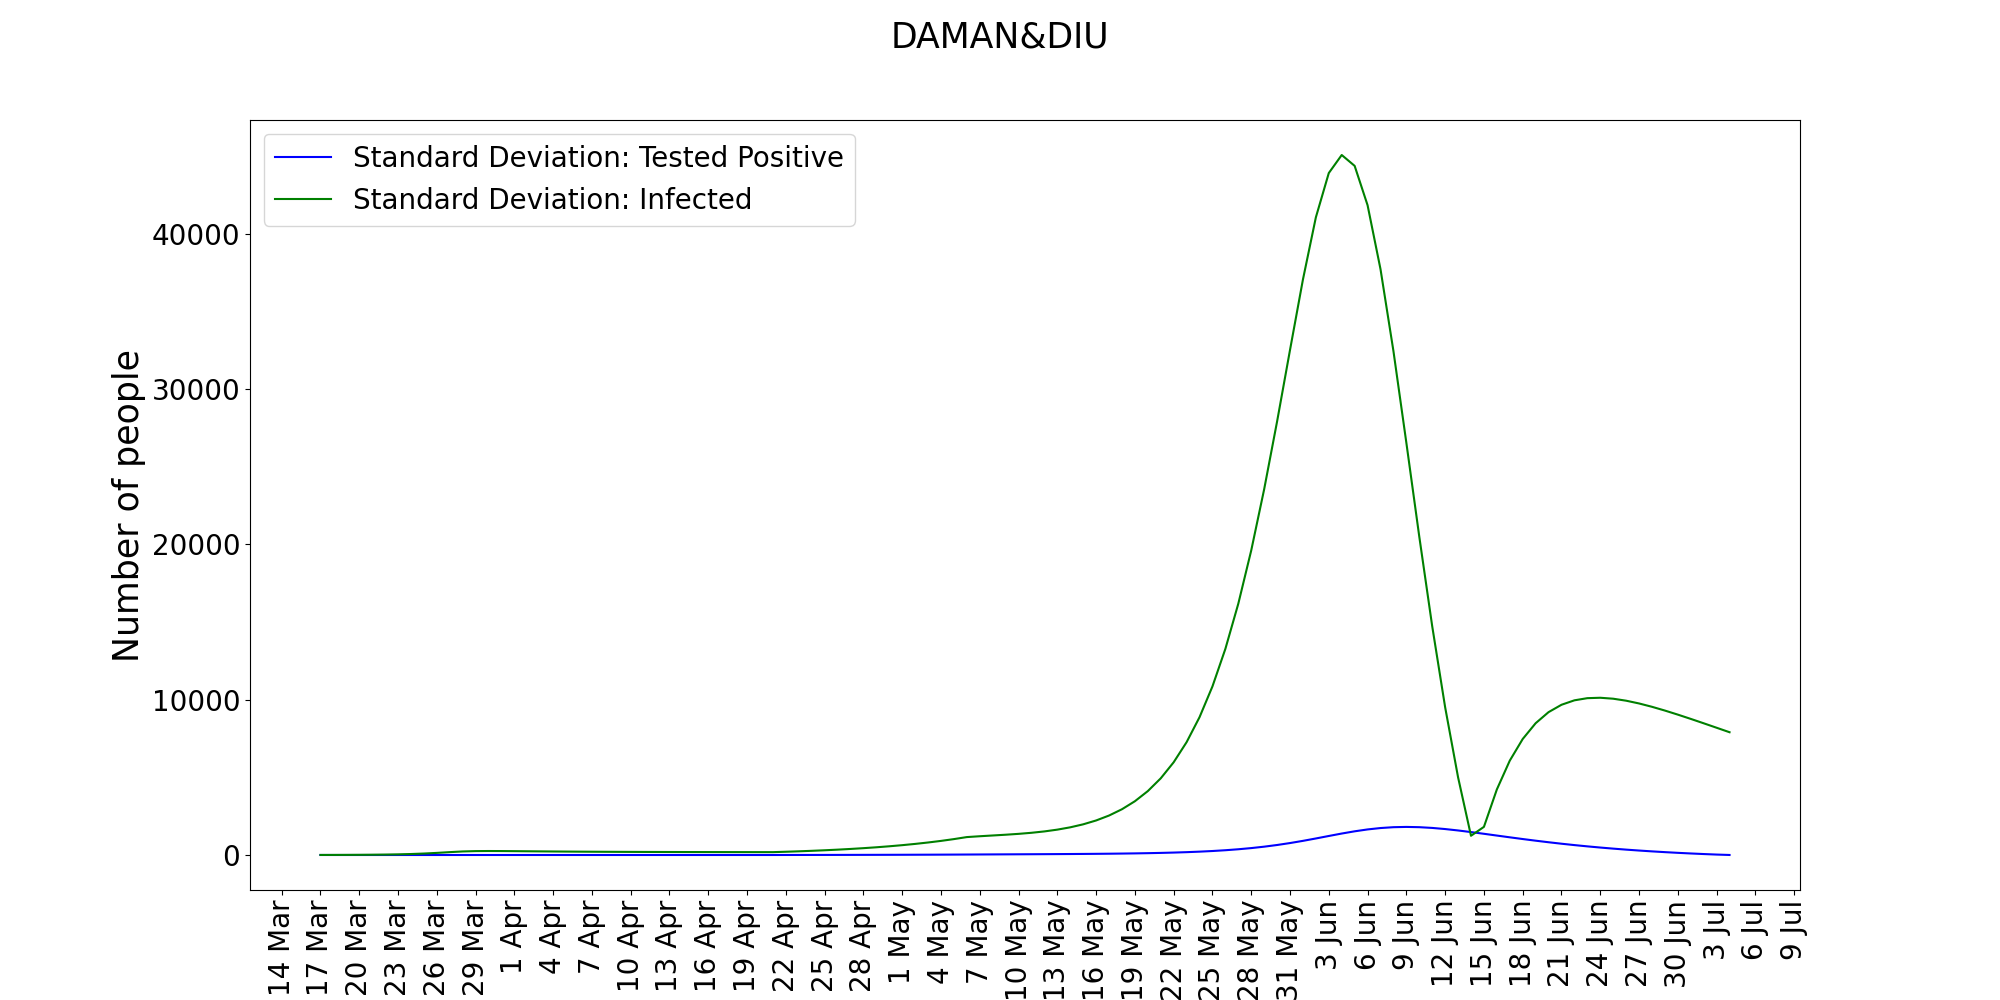 DAMAN&DIU
Standard Deviation: Tested Positive
Standard Deviation: Infected
Number of people
40000
30000
20000
10000
0
14 Mar
17 Mar
20 Mar
23 Mar
26 Mar
29 Mar
1 Apr
4 Apr
7 Apr
10 Apr
13 Apr
16 Apr
19 Apr
22 Apr
25 Apr
28 Apr
1 May
4 May
7 May
10 May
13 May
16 May
19 May
22 May
25 May
28 May
31 May
3 Jun
6 Jun
9 Jun
12 Jun
15 Jun
18 Jun
21 Jun
24 Jun
27 Jun
30 Jun
3 Jul
6 Jul
9 Jul